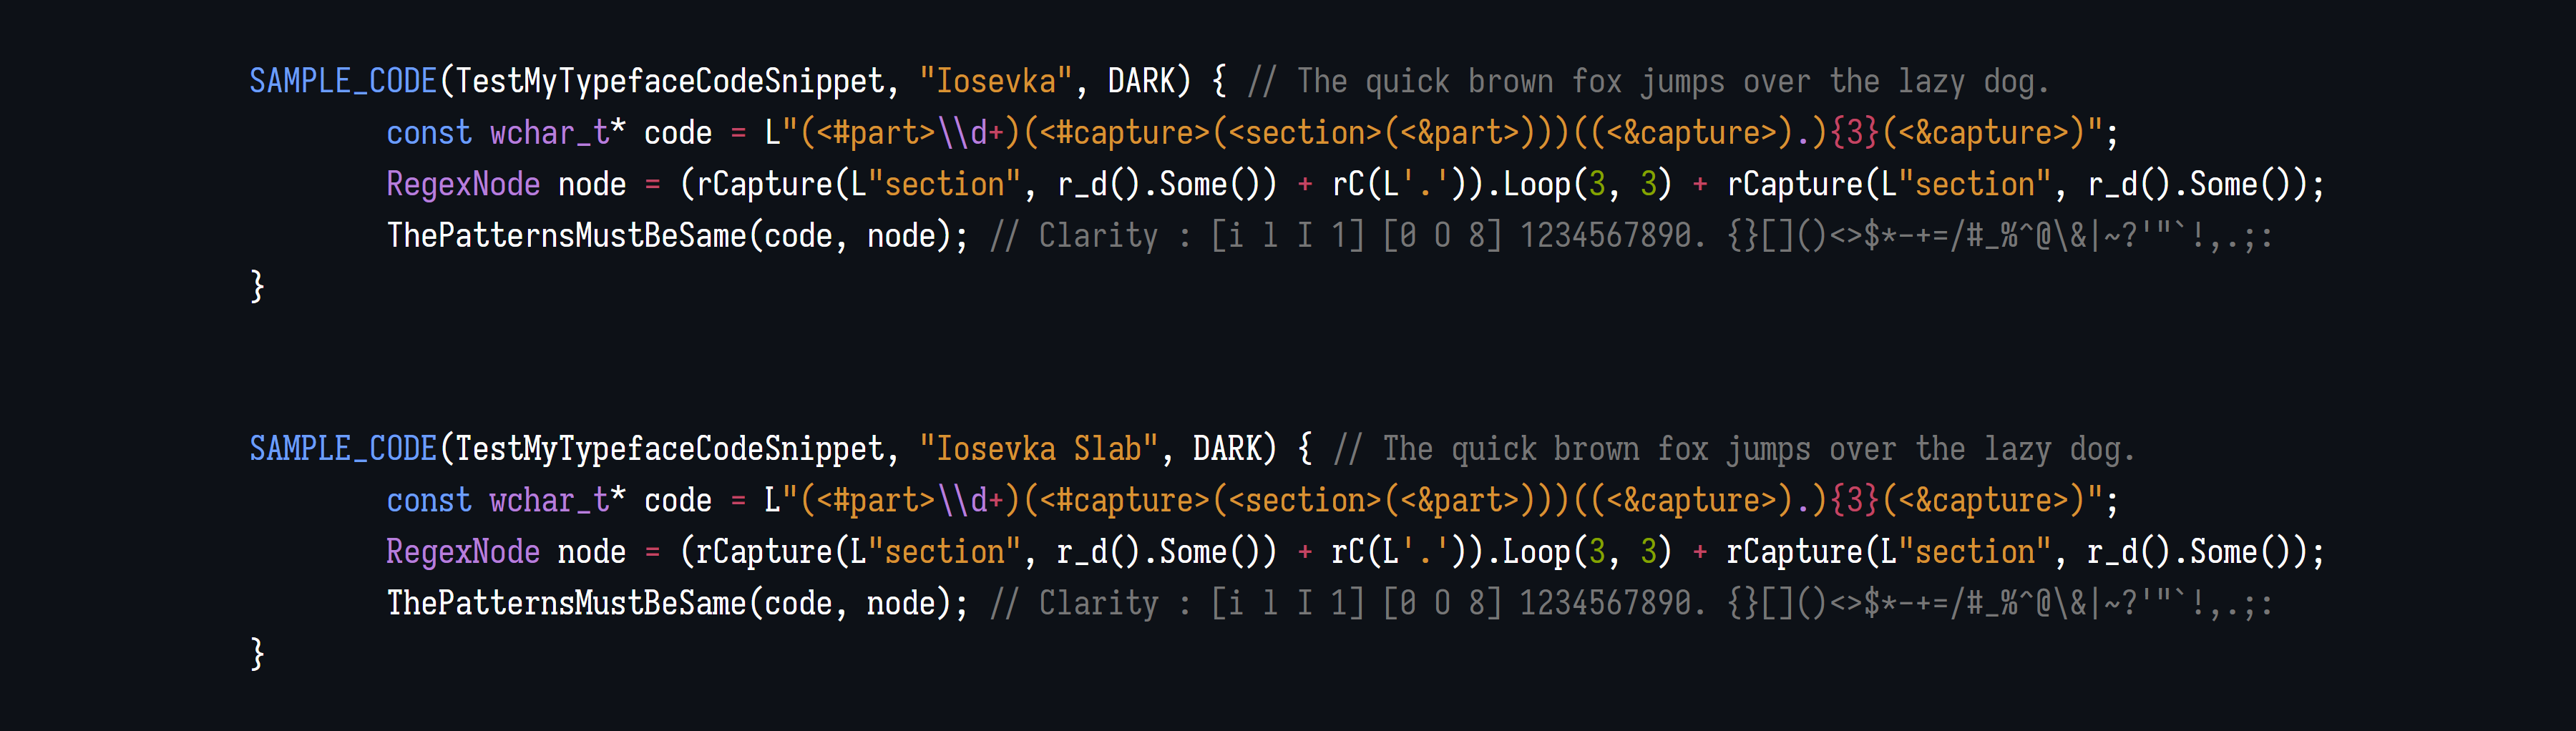 SAMPLE_CODE(TestMyTypefaceCodeSnippet, "Iosevka", DARK) { // The quick brown fox jumps over the lazy dog.
const wchar_t* code = L"(<#part>\\d+)(<#capture>(<section>(<&part>)))((<&capture>).){3}(<&capture>)";
RegexNode node = (rCapture(L"section", r_d().Some()) + rC(L'.')).Loop(3, 3) + rCapture(L"section", r_d().Some());
ThePatternsMustBeSame(code, node); // Clarity : [i l I 1] [0 O 8] 1234567890. {}[]()<>$*-+=/#_%^@\&|~?'"`!,.;:
}
SAMPLE_CODE(TestMyTypefaceCodeSnippet, "Iosevka Slab", DARK) { // The quick brown fox jumps over the lazy dog.
const wchar_t* code = L"(<#part>\\d+)(<#capture>(<section>(<&part>)))((<&capture>).){3}(<&capture>)";
RegexNode node = (rCapture(L"section", r_d().Some()) + rC(L'.')).Loop(3, 3) + rCapture(L"section", r_d().Some());
ThePatternsMustBeSame(code, node); // Clarity : [i l I 1] [0 O 8] 1234567890. {}[]()<>$*-+=/#_%^@\&|~?'"`!,.;:
}